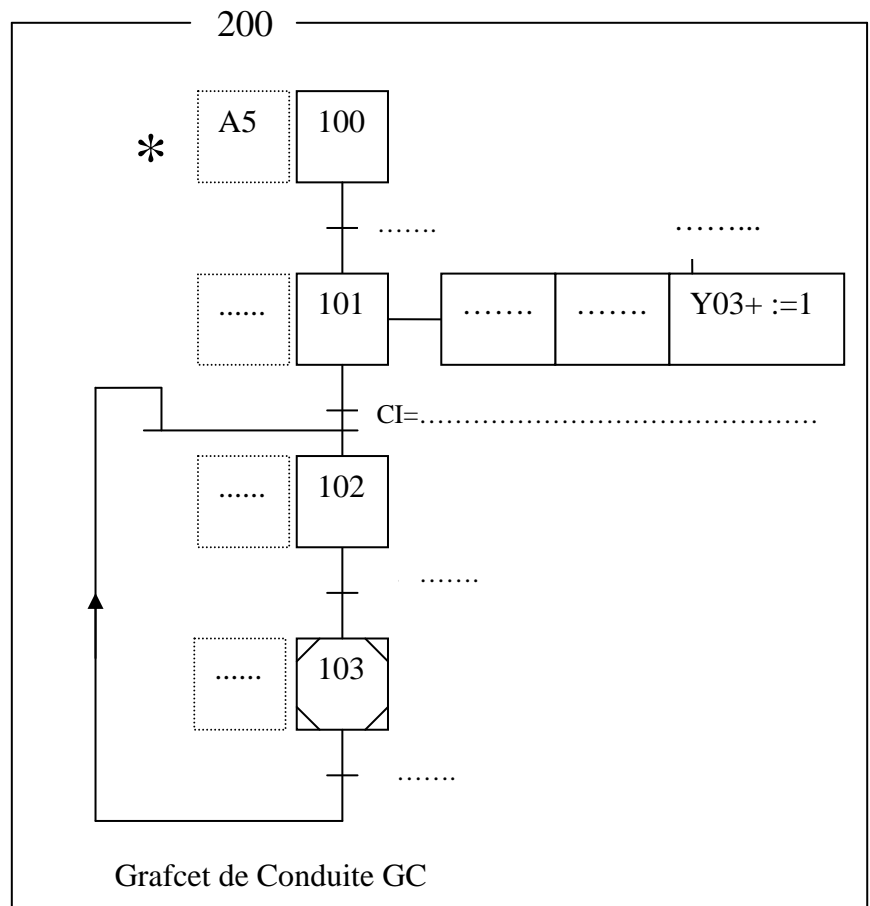 200
* A5 100
……. ……...
...... 101 ……. ……. Y03+ :=1
CI=………………………………………
...... 102
…….
...... 103
…….
Grafcet de Conduite GC